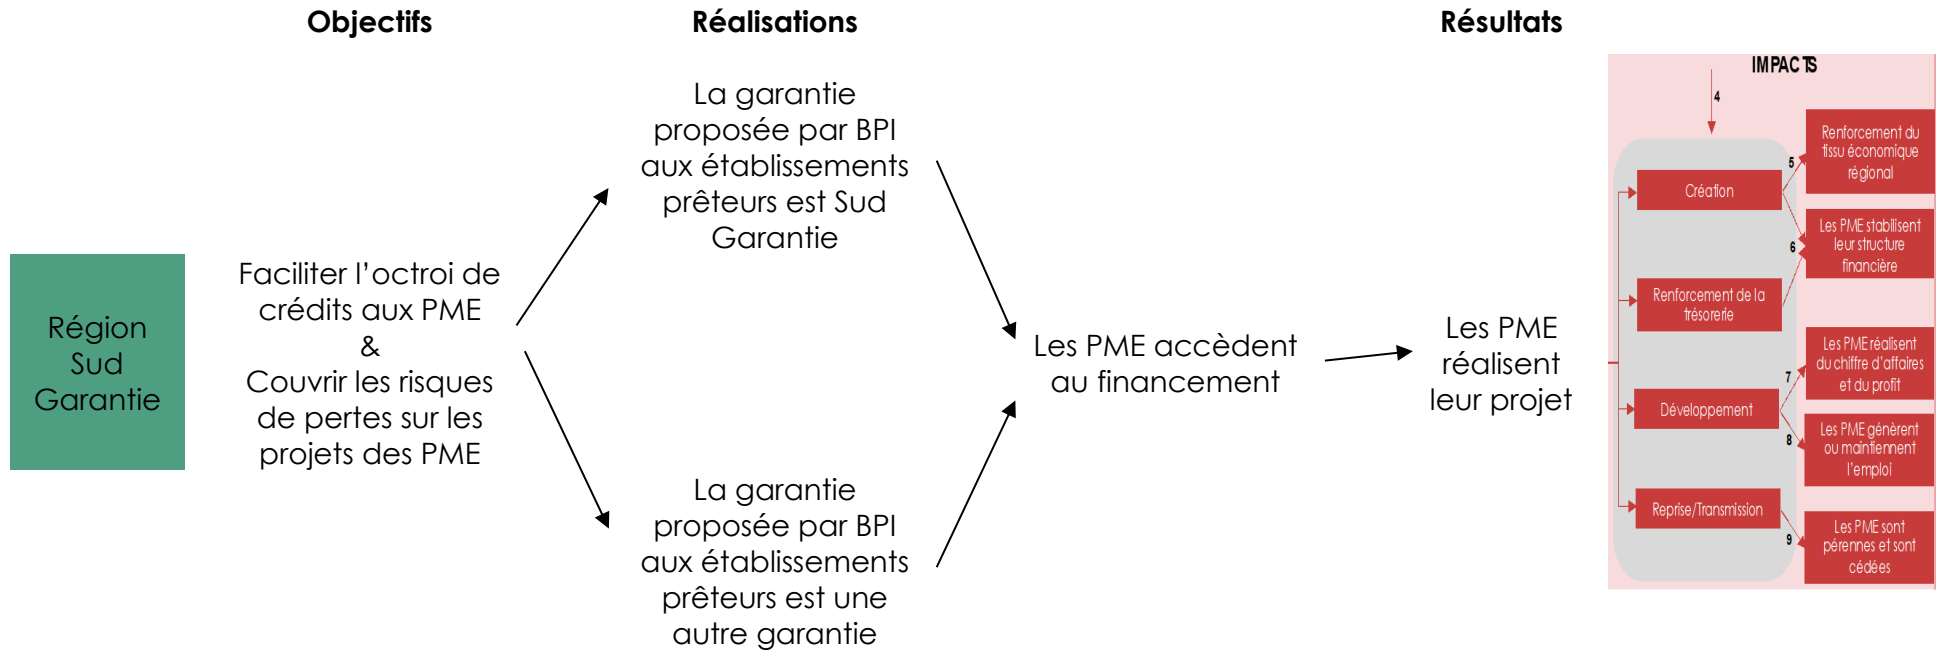 Objectifs
Réalisations
Résultats
Région
Sud
Garantie
Faciliter l’octroi de
crédits aux PME
&
Couvrir les risques
de pertes sur les
projets des PME
La garantie
proposée par BPI
aux établissements
prêteurs est Sud
Garantie
La garantie
proposée par BPI
aux établissements
prêteurs est une
autre garantie
Les PME accèdent
au financement
Les PME
réalisent
leur projet
IMPACTS
4
Création
Renforcement de la
trésorerie
Développement
Reprise/Transmission
5
6
7
8
9
Renforcement du
tissu économique
régional
Les PME stabilisent
leur structure
financière
Les PME réalisent
du chiffre d’affaires
et du profit
Les PME génèrent
ou maintiennent
l’emploi
Les PME sont
pérennes et sont
cédées